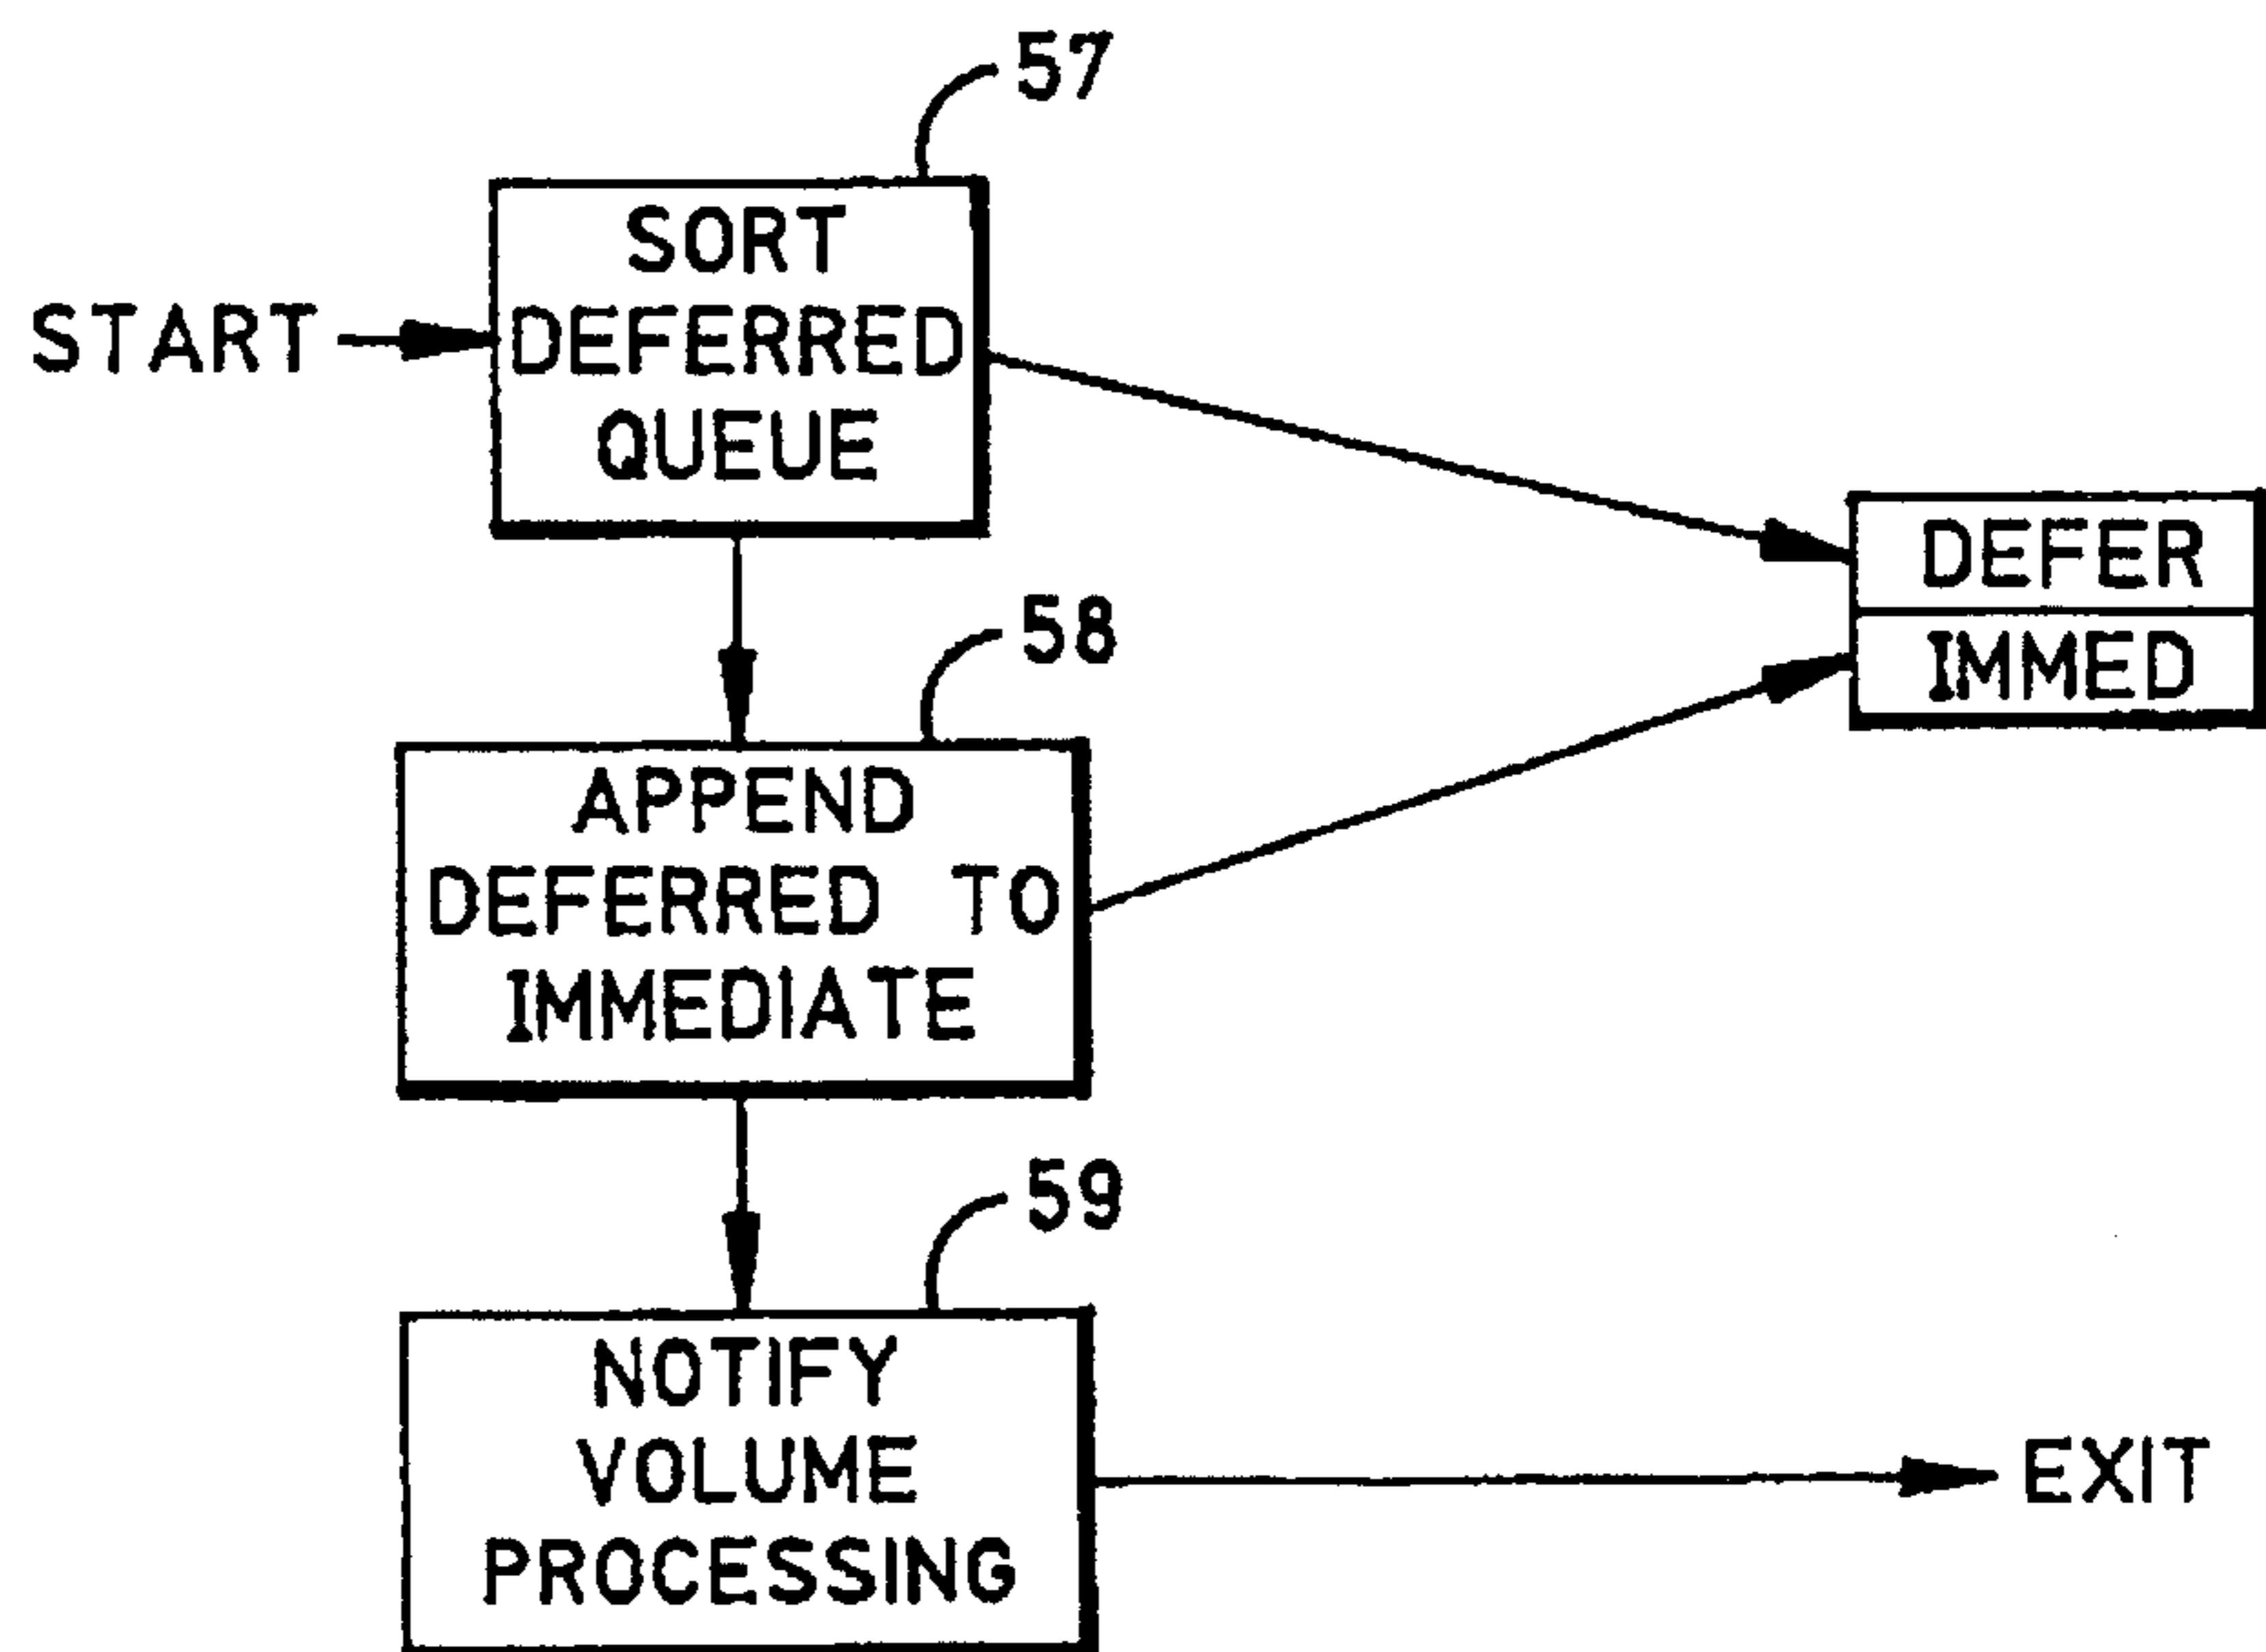 57
SORT
DEFERRED
QUEUE
START
DEFER
IMMED
58
APPEND
DEFERRED TO
IMMEDIATE
59
NOTIFY
VOLUME
PROCESSING
EXIT